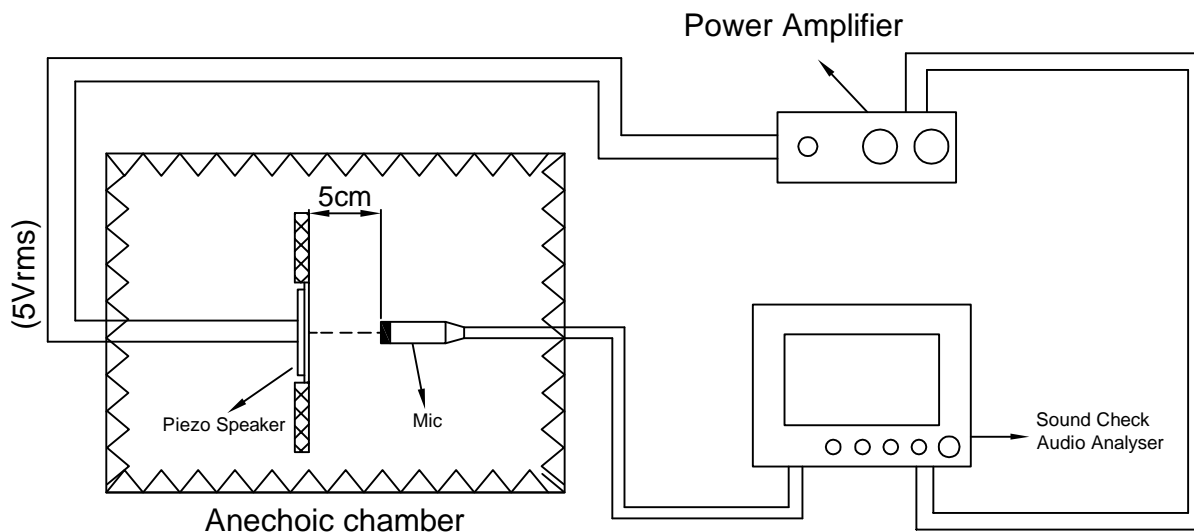 Power Amplifier
5cm
(5Vrms)
Piezo Speaker
Mic
Sound Check
Audio Analyser
Anechoic chamber